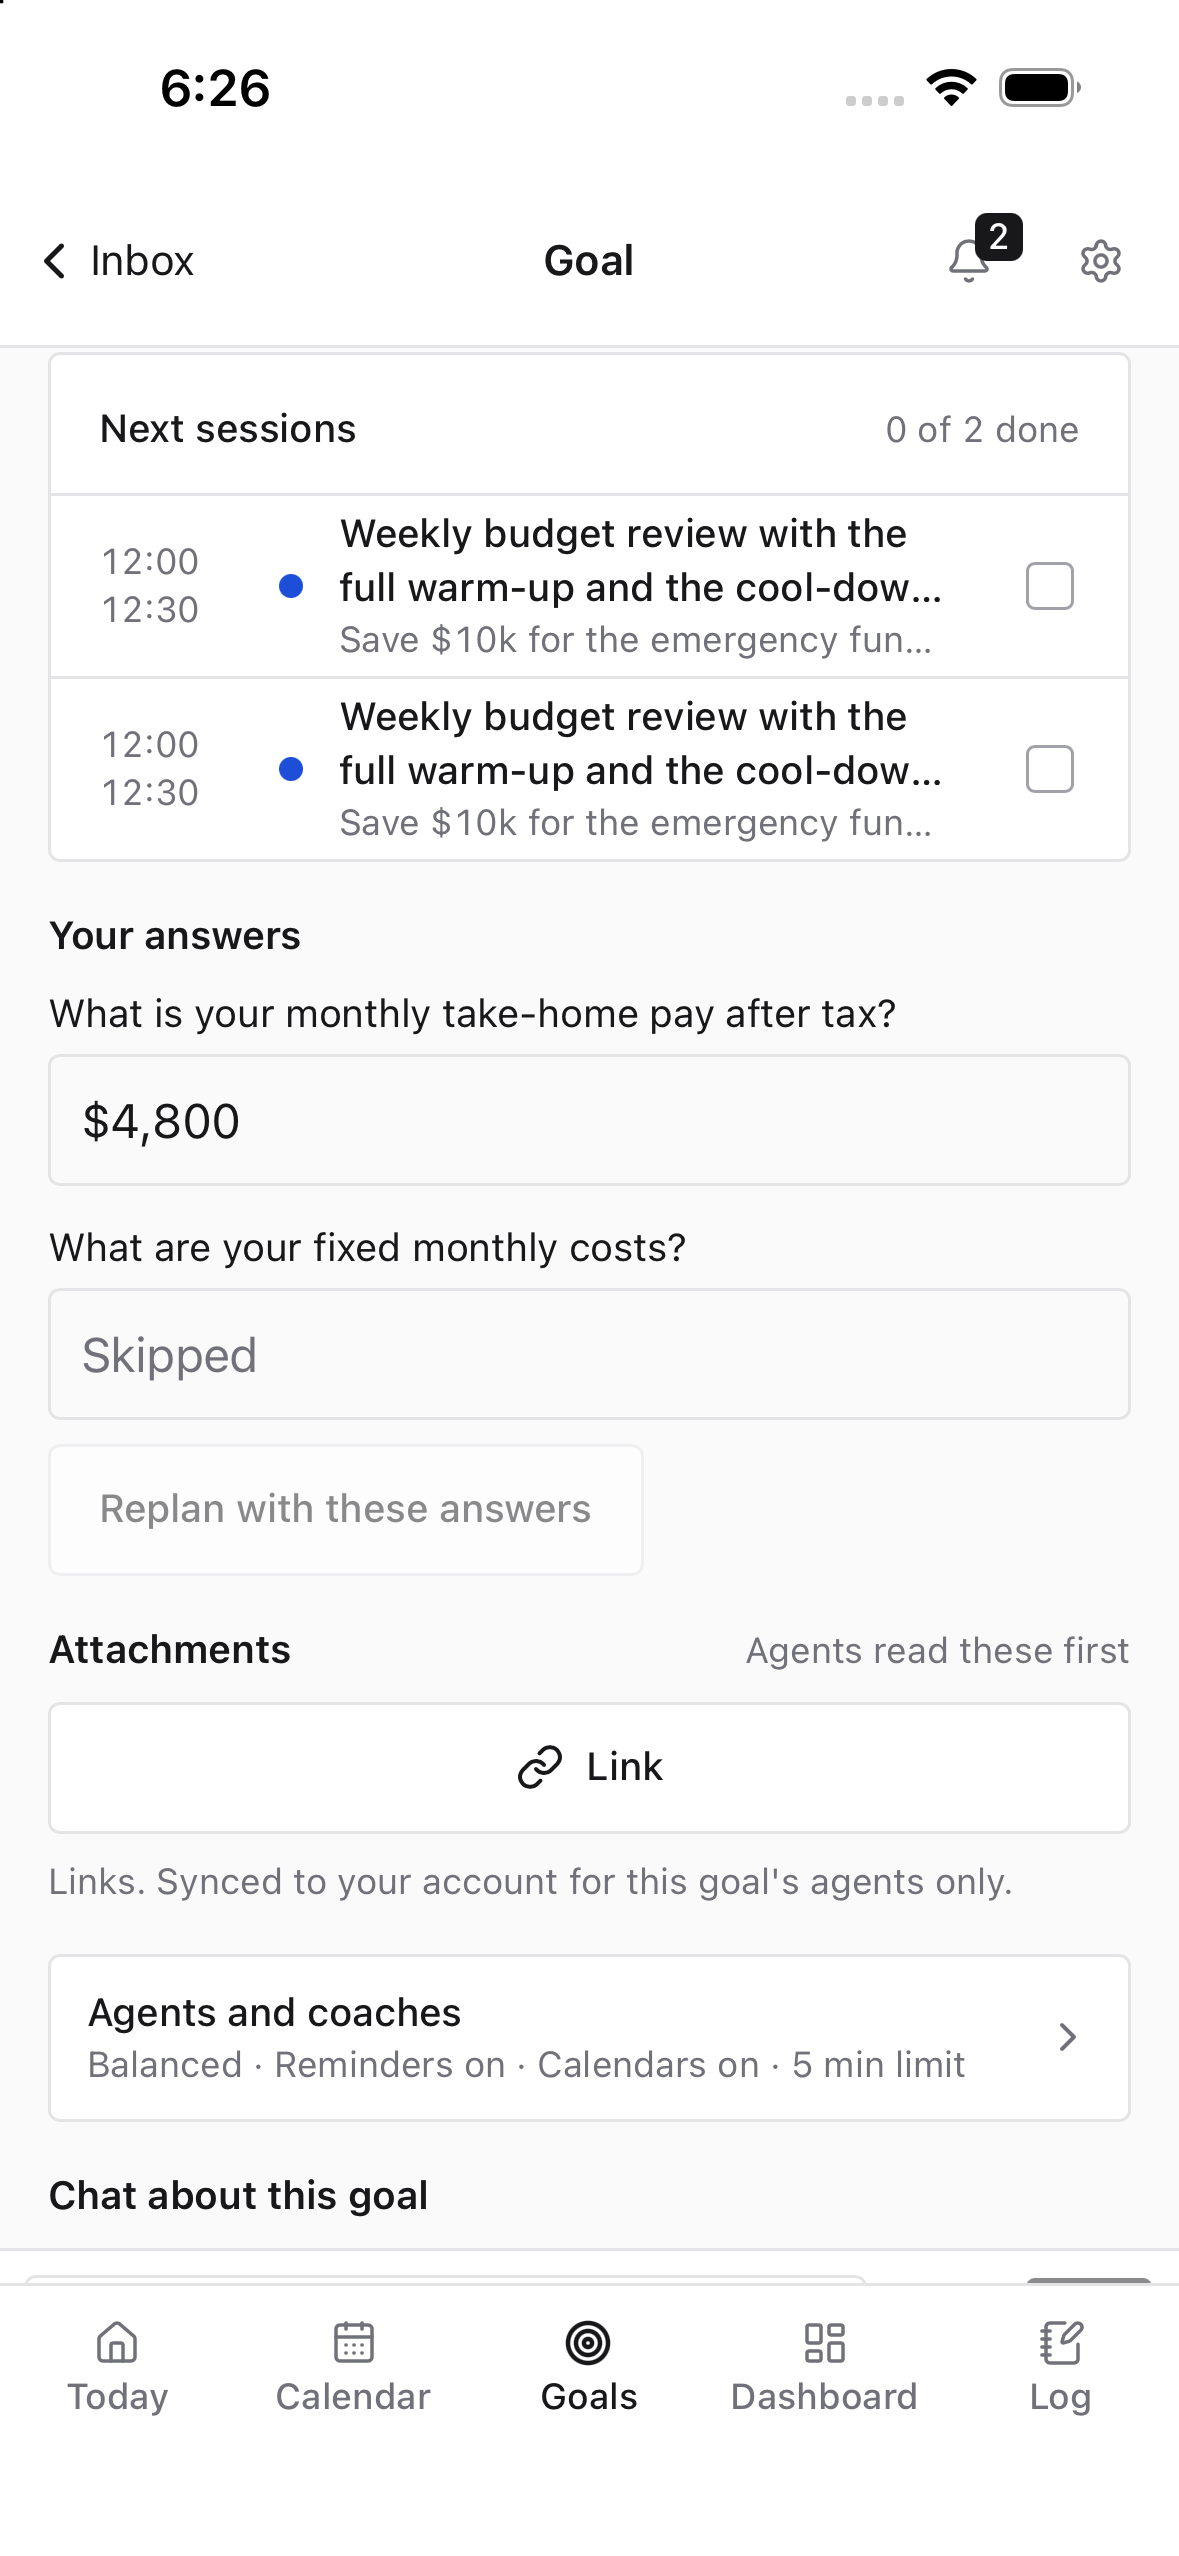 6:26
Inbox
Goal
2
Next sessions
0 of 2 done
12:00
12:30
Weekly budget review with the
full warm-up and the cool-dow...
Save $10k for the emergency fun...
12:00
12:30
Weekly budget review with the
full warm-up and the cool-dow...
Save $10k for the emergency fun...
Your answers
What is your monthly take-home pay after tax?
$4,800
What are your fixed monthly costs?
Skipped
Replan with these answers
Attachments
Agents read these first
Link
Links. Synced to your account for this goal's agents only.
Agents and coaches
Balanced · Reminders on · Calendars on · 5 min limit
Chat about this goal
Today
Calendar
Goals
Dashboard
Log